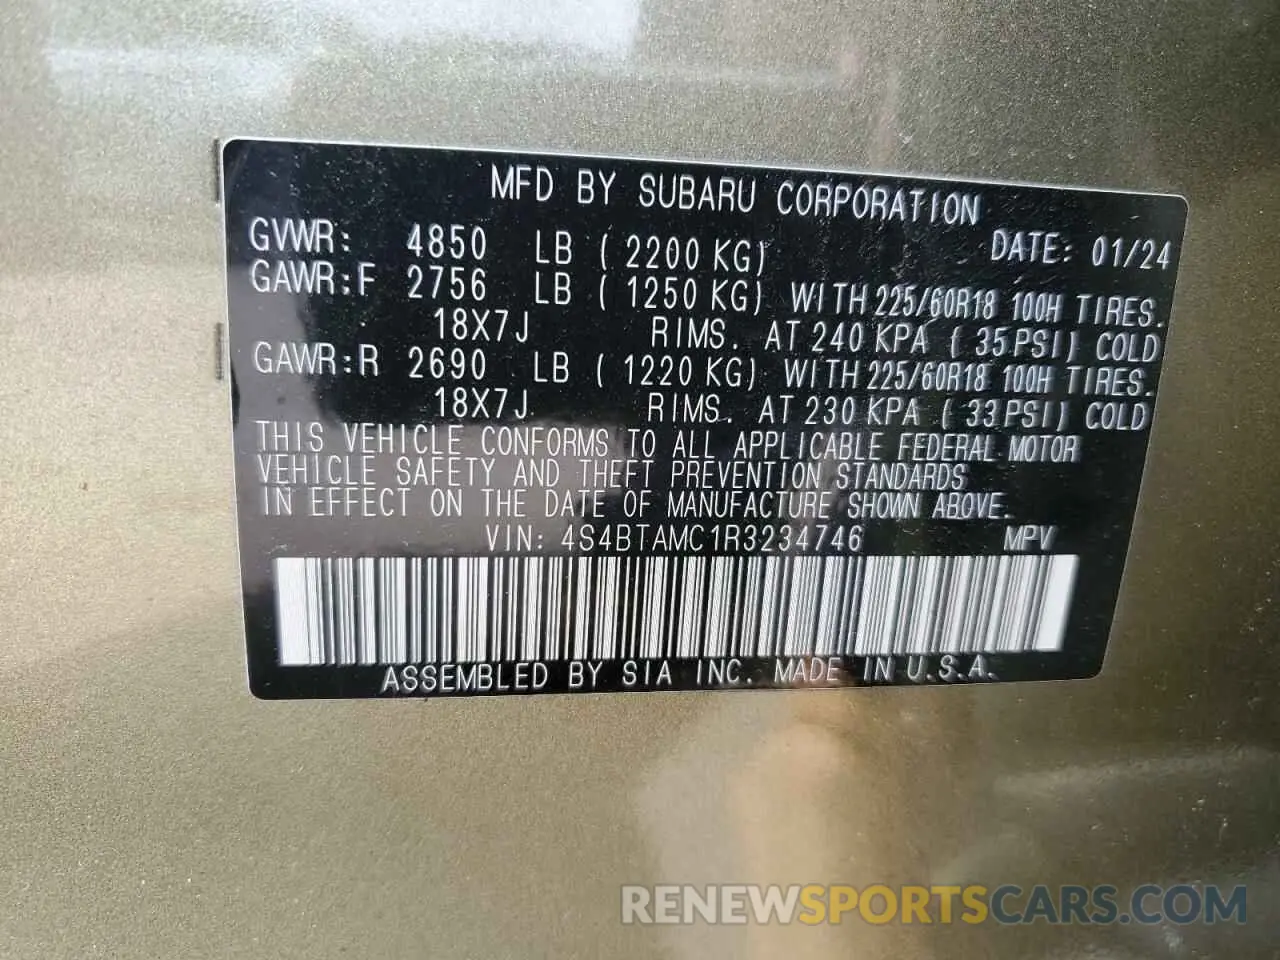 MFD BY SUBARU CORPORATION
GVWR: 4850 LB ( 2200 KG) DATE: 01/24
GAWR:F 2756 LB ( 1250 KG) WITH 225/60R18 100H TIRES.
18X7J RIMS. AT 240 KPA ( 35PSI) COLD
GAWR:R 2690 LB ( 1220 KG) WITH 225/60R18 100H TIRES.
18X7J RIMS. AT 230 KPA ( 33PSI) COLD
THIS VEHICLE CONFORMS TO ALL APPLICABLE FEDERAL MOTOR
VEHICLE SAFETY AND THEFT PREVENTION STANDARDS
IN EFFECT ON THE DATE OF MANUFACTURE SHOWN ABOVE.
VIN: 4S4BTAMC1R3234746 MPV
ASSEMBLED BY SIA INC. MADE IN U.S.A.
RENEWSPORTSCARS.COM